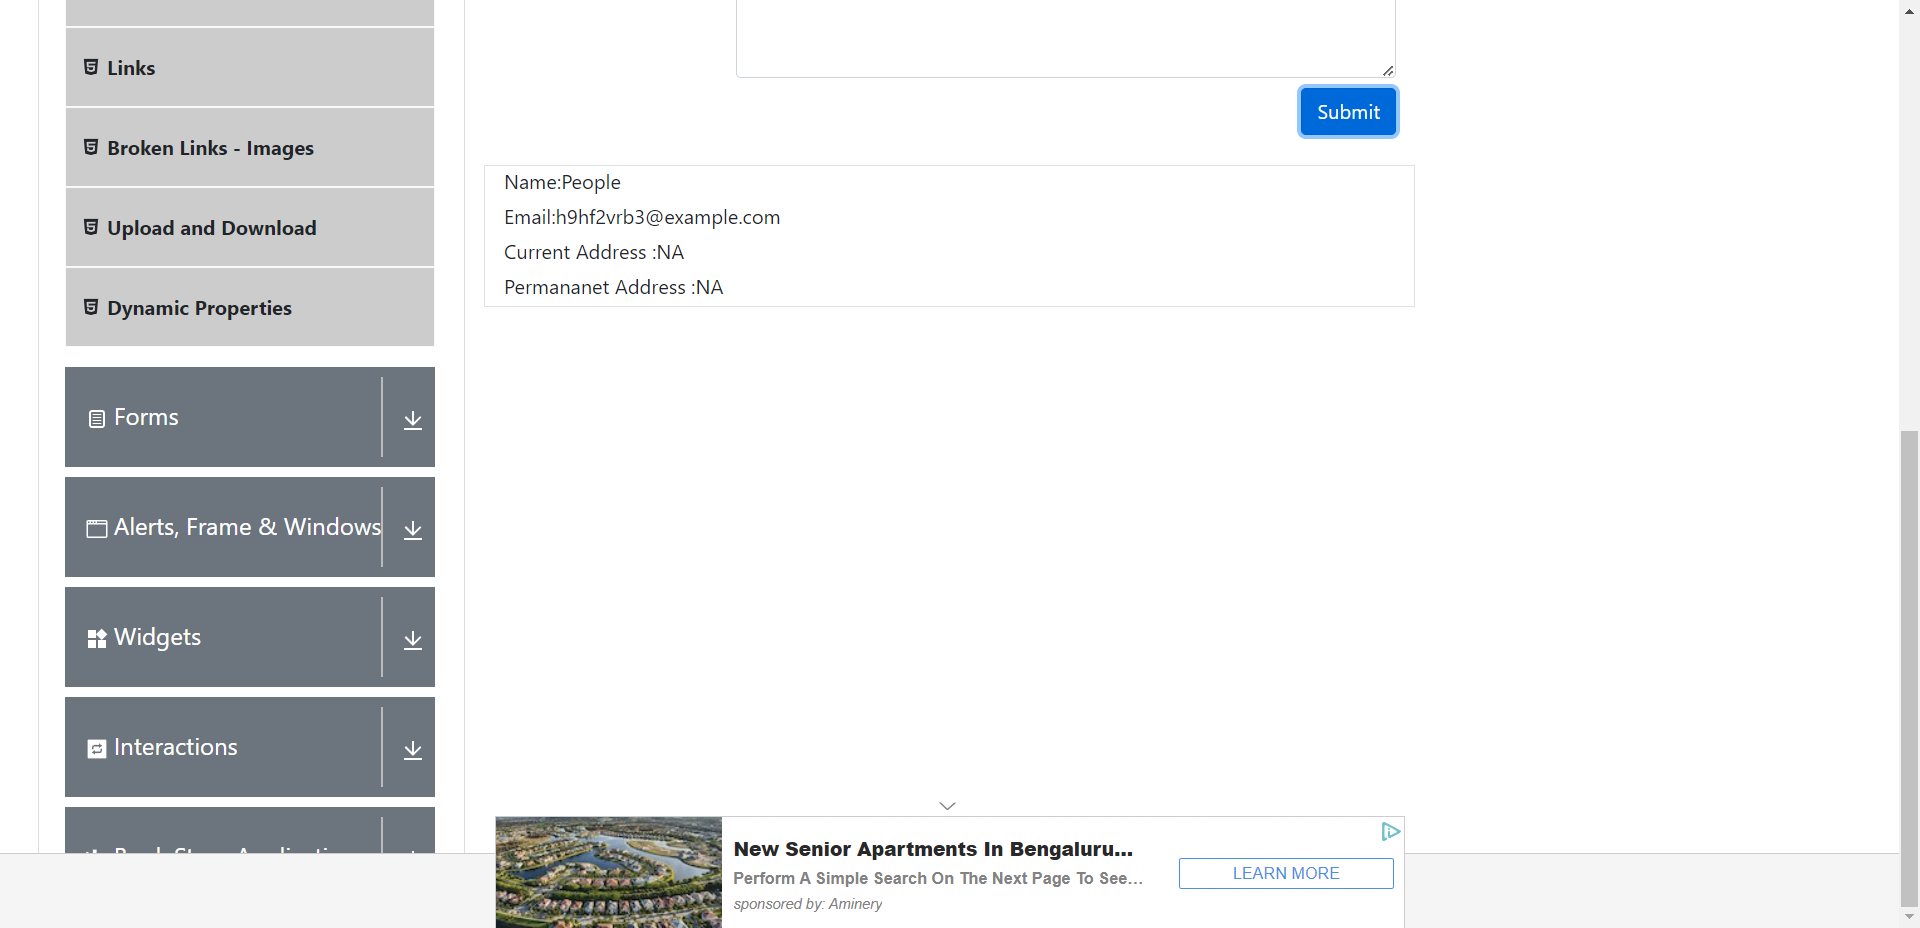 Links
Broken Links - Images
Upload and Download
Dynamic Properties
Forms
Alerts, Frame & Windows
Widgets
Interactions
Submit
Name:People
Email:h9hf2vrb3@example.com
Current Address :NA
Permananet Address :NA
New Senior Apartments In Bengaluru...
Perform A Simple Search On The Next Page To See...
sponsored by: Aminery
LEARN MORE